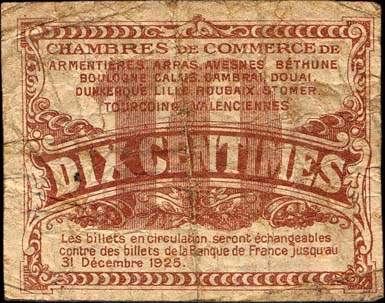 CHAMBRES DE COMMERCE DE
ARMENTIÈRES, ARRAS, AVESNES BÉTHUNE
BOULOGNE CALAIS, CAMBRAI, DOUAI,
DUNKERQUE LILLE ROUBAIX, ST OMER,
TOURCOING, VALENCIENNES
DIX CENTIMES
Les billets en circulation seront échangeables
contre des billets de la Banque de France jusqu'au
31 Décembre 1925.